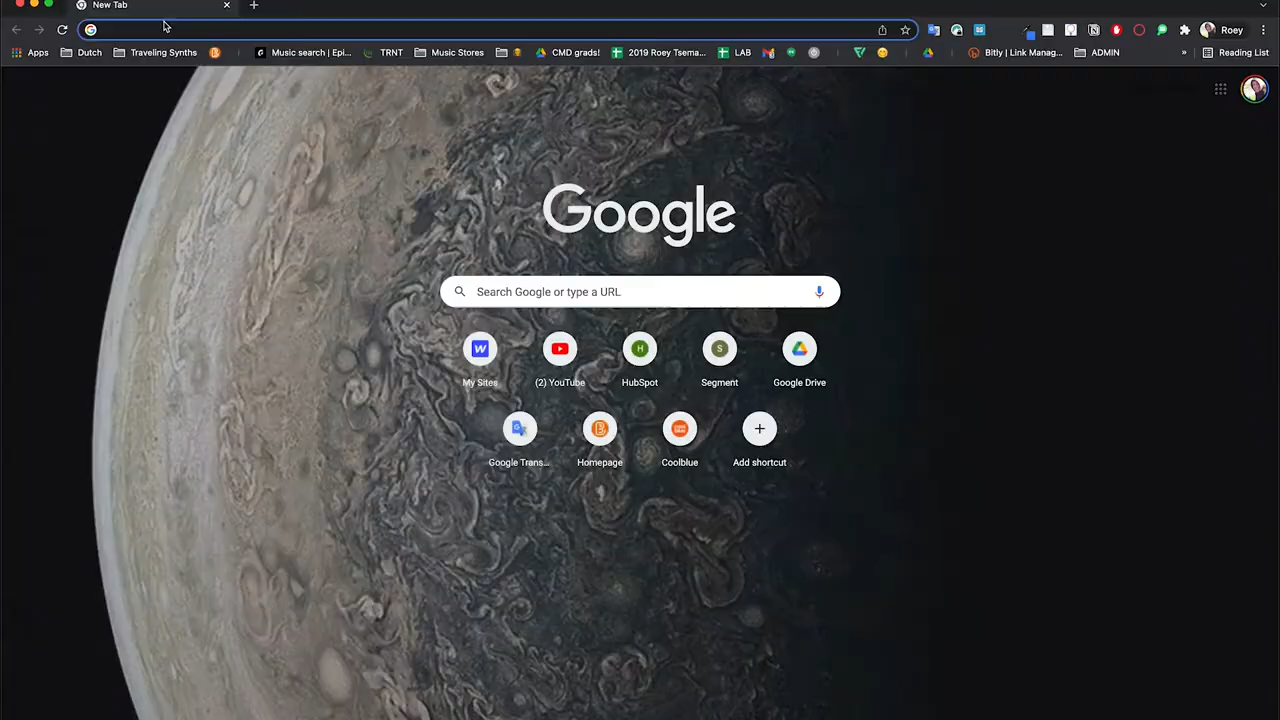 New Tab
Roey
Apps
Dutch
Traveling Synths
Music search | Epi...
TRNT
Music Stores
CMD grads!
2019 Roey Tsema...
LAB
Bitly | Link Manag...
ADMIN
»
Reading List
Google
Search Google or type a URL
W
H
S
My Sites
(2) YouTube
HubSpot
Segment
Google Drive
Google Trans...
Homepage
Coolblue
Add shortcut